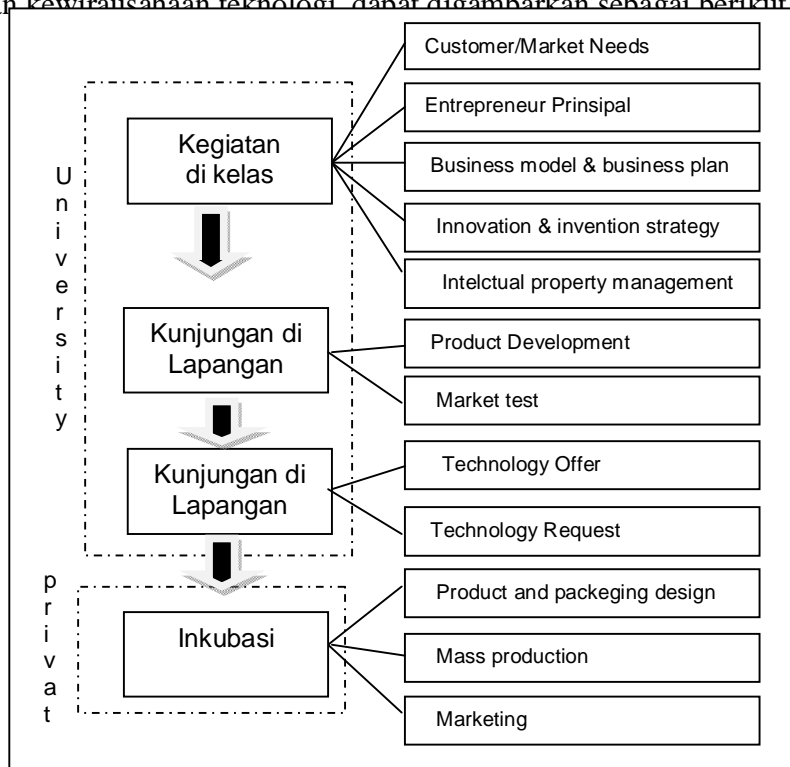 n kewirausahaan teknologi, dapat digambarkan sebagai berikut
Customer/Market Needs
Entrepreneur Prinsipal
Business model & business plan
Innovation & invention strategy
Intelctual property management
Kegiatan
di kelas
University
Kunjungan di
Lapangan
Product Development
Market test
Kunjungan di
Lapangan
Technology Offer
Technology Request
privat
Inkubasi
Product and packeging design
Mass production
Marketing